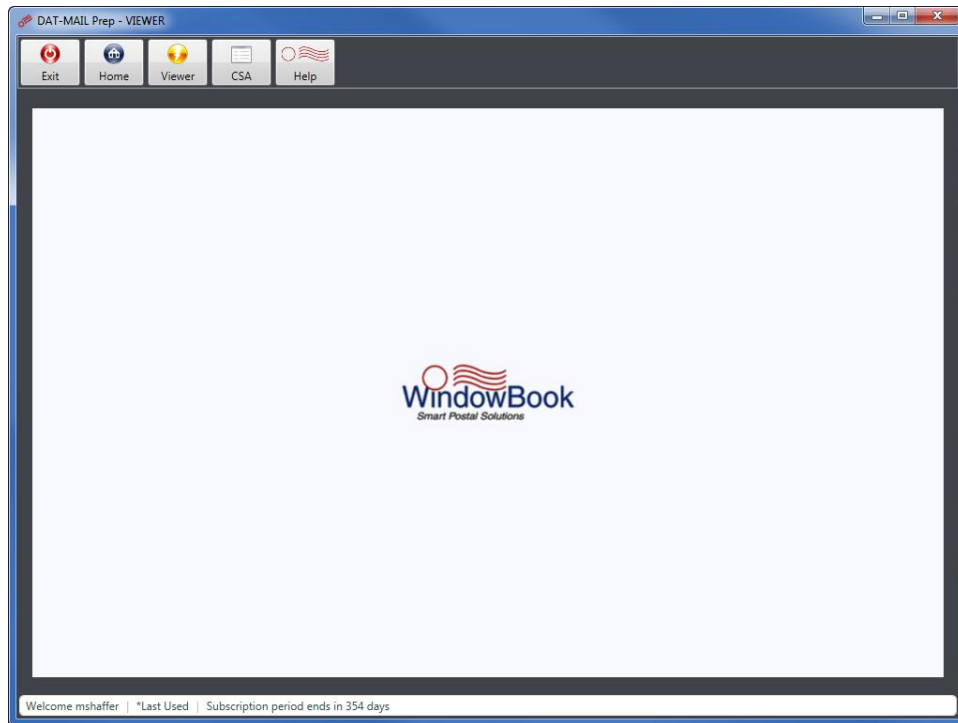 DAT-MAIL Prep - VIEWER
Exit Home Viewer CSA Help
WindowBook
Smart Postal Solutions
Welcome mshaffer | *Last Used | Subscription period ends in 354 days